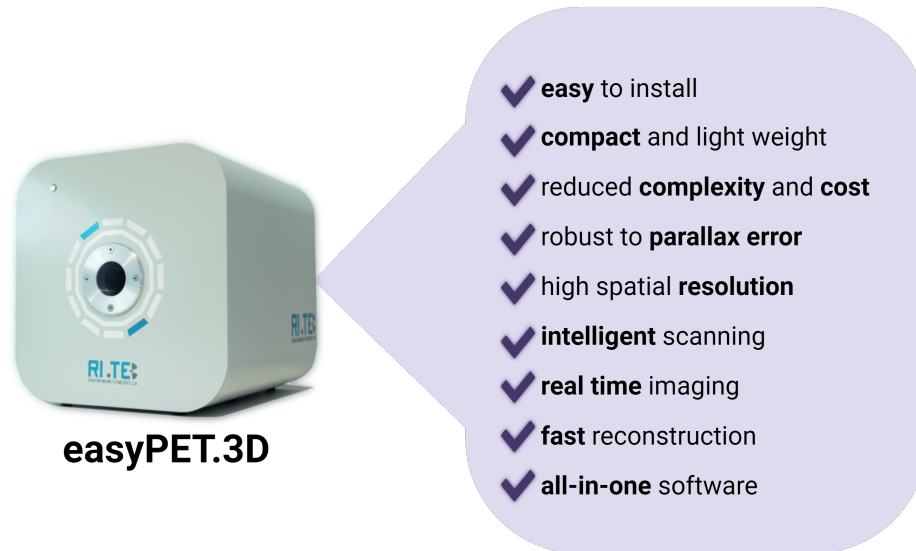 easy to install
compact and light weight
reduced complexity and cost
robust to parallax error
high spatial resolution
intelligent scanning
real time imaging
fast reconstruction
all-in-one software
RI.TE
RI.TE
easyPET.3D